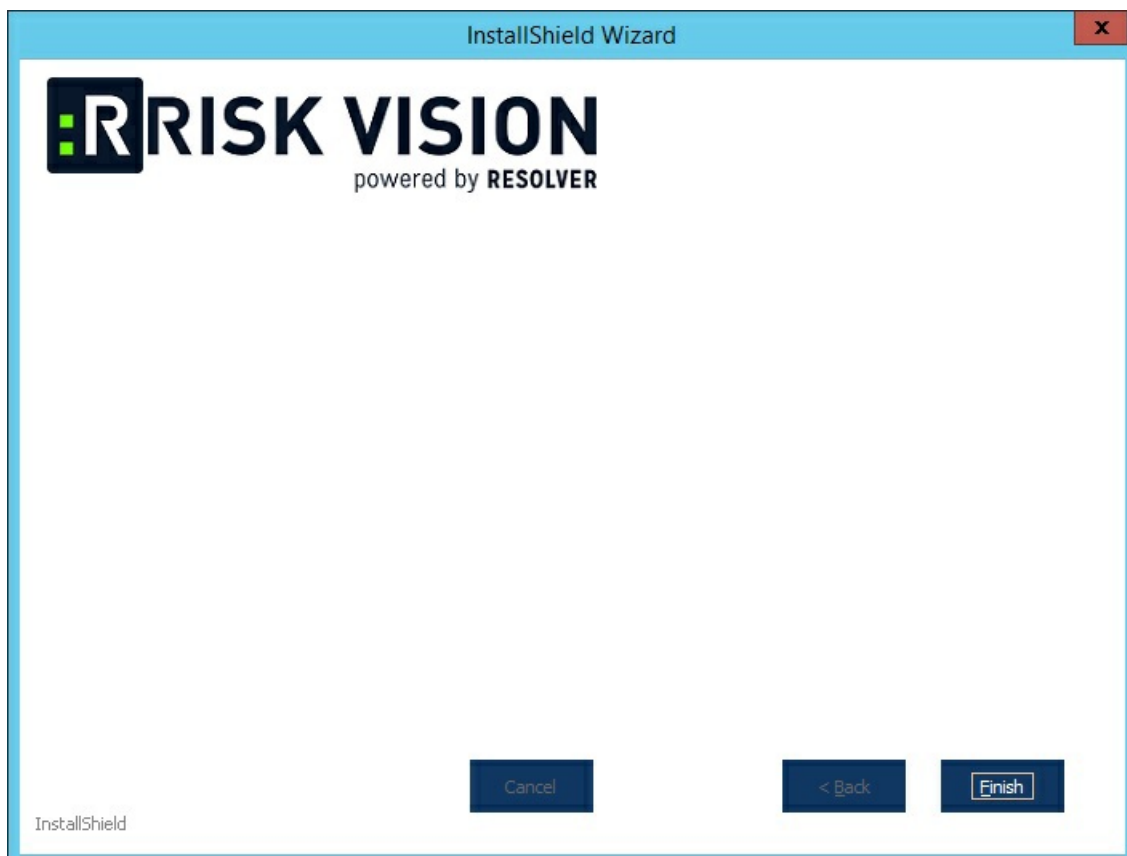 InstallShield Wizard
x
:R RISK VISION
powered by RESOLVER
Cancel
< Back
Finish
InstallShield